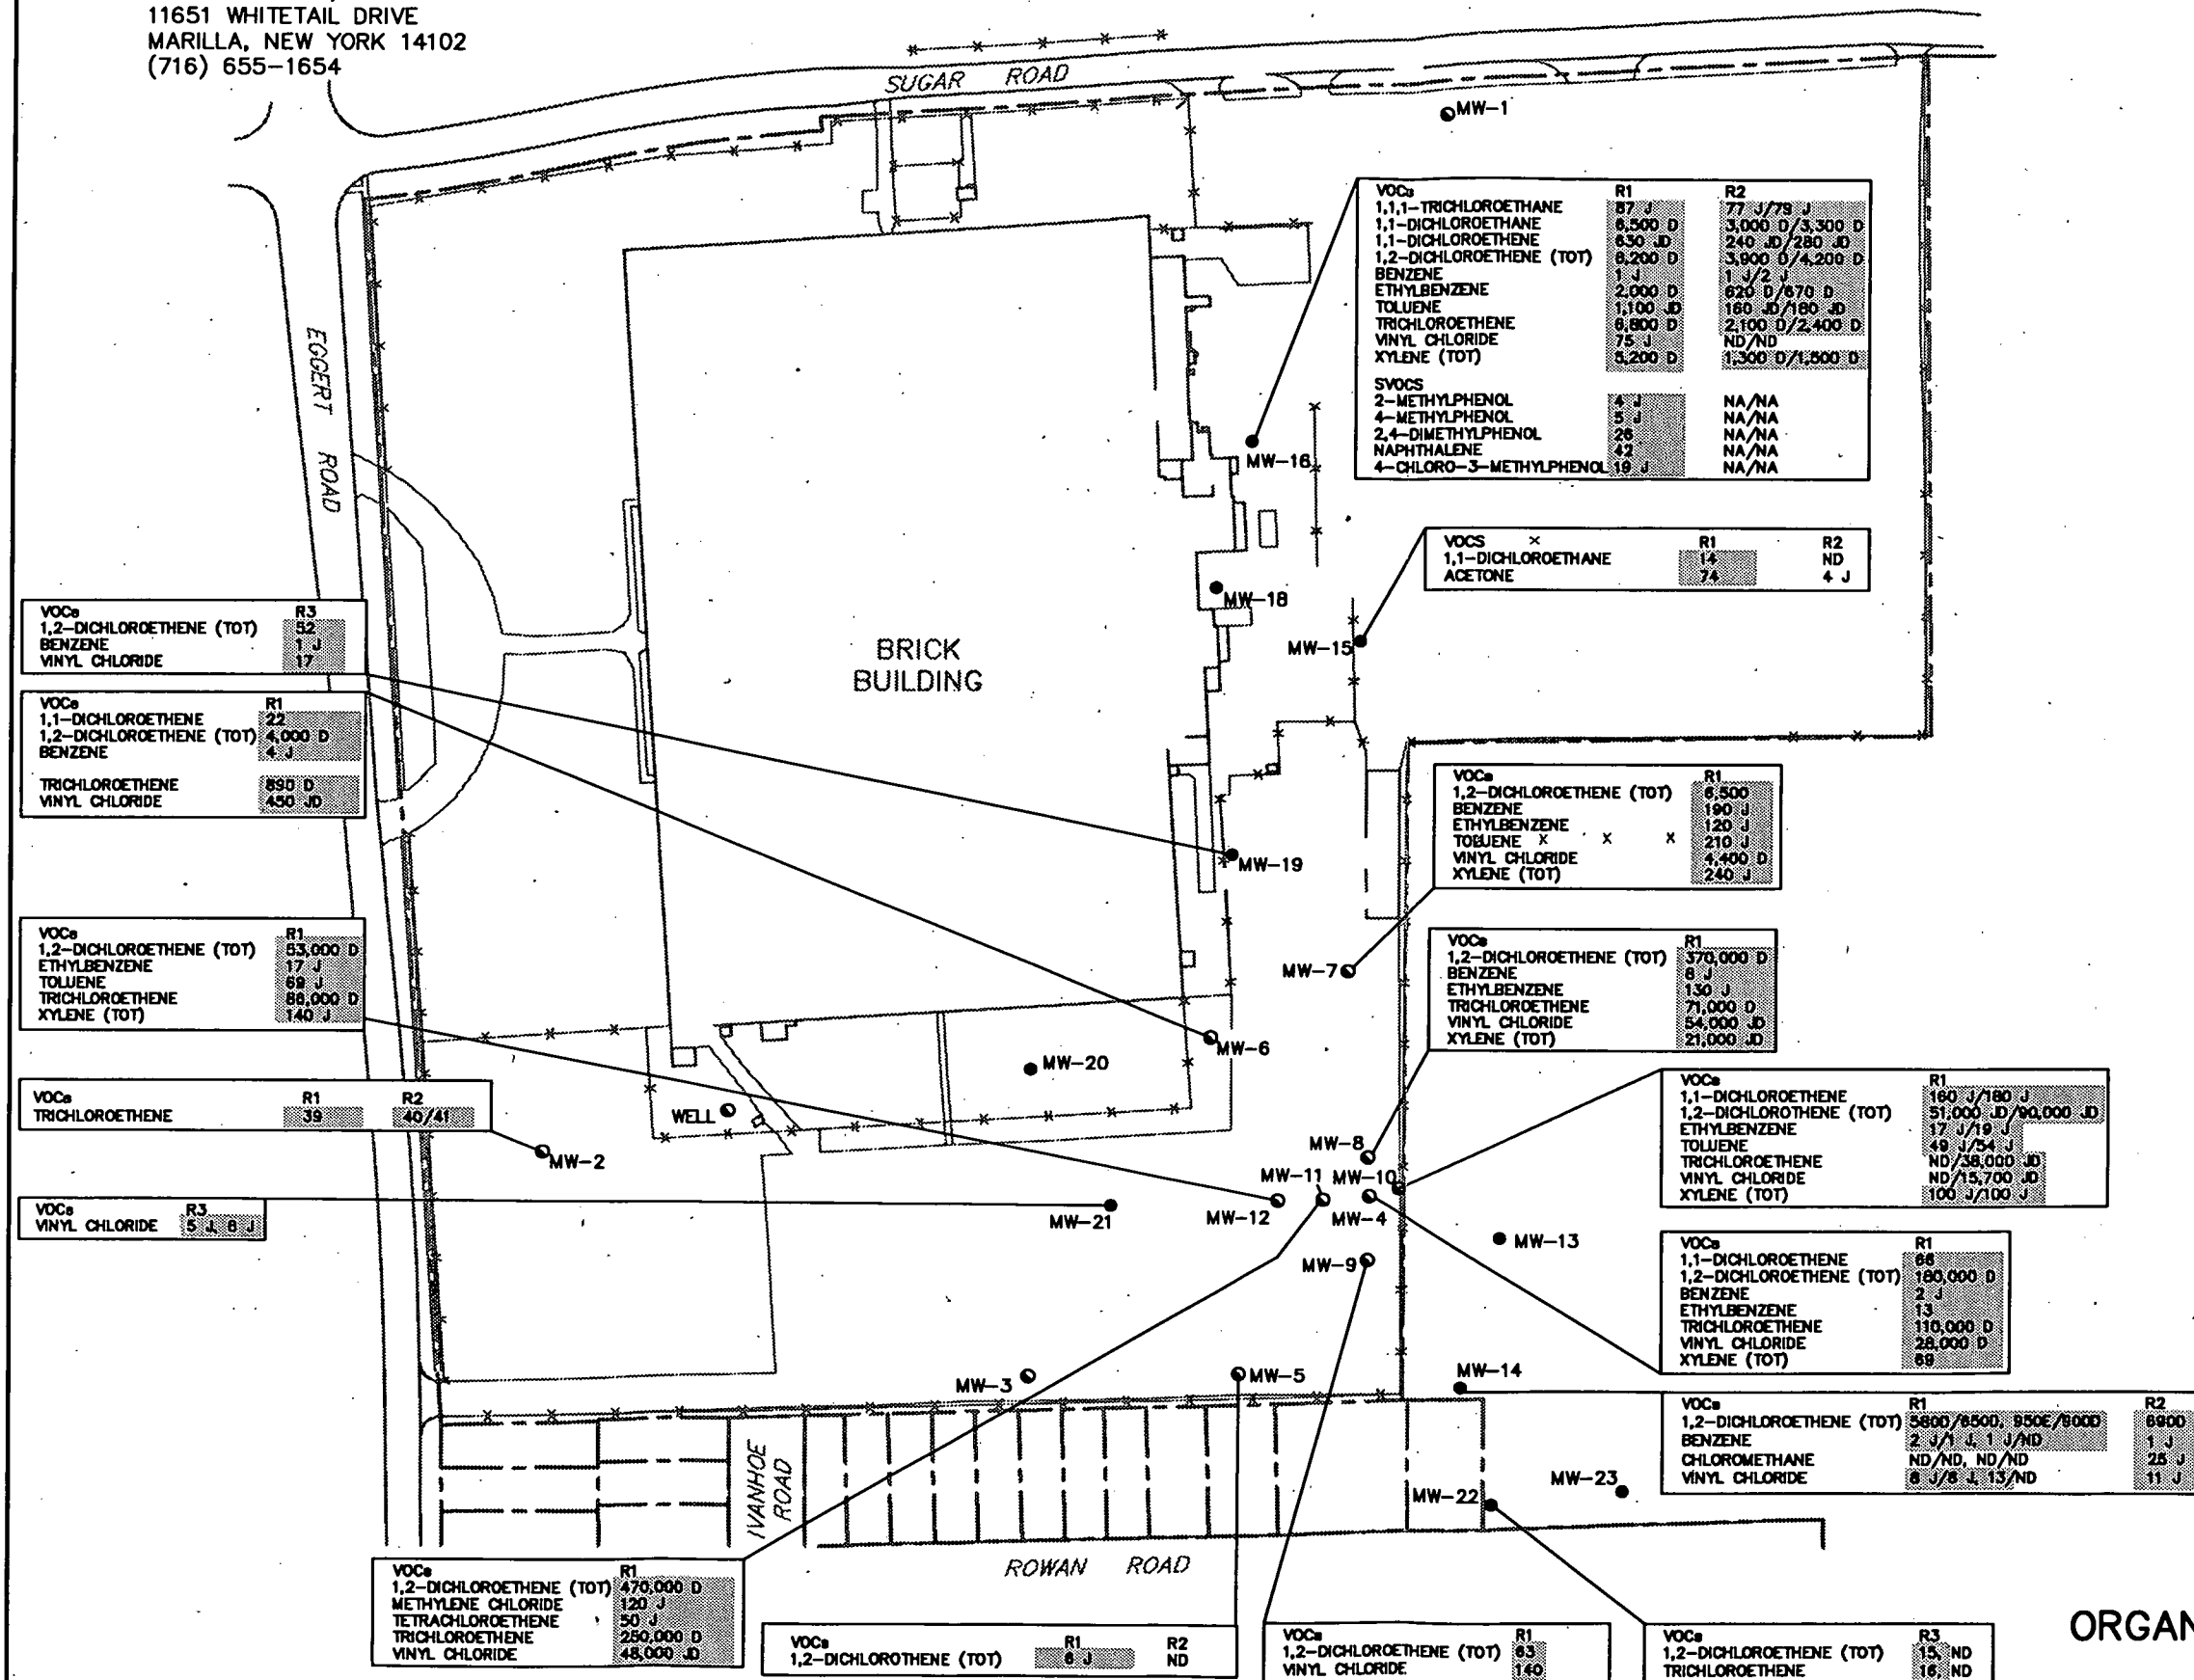 11651 WHITETAIL DRIVE
MARILLA, NEW YORK 14102
(716) 655-1654
SUGAR ROAD
MW-1
VOCs R1 R2
1,1,1-TRICHLOROETHANE 87 J 77 J/79 J
1,1-DICHLOROETHANE 6,500 D 3,000 D/3,300 D
1,1-DICHLOROETHENE 630 JD 240 JD/280 JD
1,2-DICHLOROETHENE (TOT) 6,200 D 3,900 D/4,200 D
BENZENE 1 J 1 J/2 J
ETHYLBENZENE 2,000 D 620 D/670 D
TOLUENE 1,100 JD 160 JD/180 JD
TRICHLOROETHENE 6,800 D 2,100 D/2,400 D
VINYL CHLORIDE 75 J ND/ND
XYLENE (TOT) 5,200 D 1,300 D/1,500 D
SVOCS
2-METHYLPHENOL 4 J NA/NA
4-METHYLPHENOL 5 J NA/NA
2,4-DIMETHYLPHENOL 26 NA/NA
NAPHTHALENE 42 NA/NA
4-CHLORO-3-METHYLPHENOL 19 J NA/NA
EGGERT ROAD
MW-16
VOCS R1 R2
1,1-DICHLOROETHANE 14 ND
ACETONE 74 4 J
MW-18
MW-15
BRICK
BUILDING
VOCs R3
1,2-DICHLOROETHENE (TOT) 52
BENZENE 1 J
VINYL CHLORIDE 17
VOCs R1
1,1-DICHLOROETHENE 22
1,2-DICHLOROETHENE (TOT) 4,000 D
BENZENE 4 J
TRICHLOROETHENE 890 D
VINYL CHLORIDE 450 JD
VOCs R1
1,2-DICHLOROETHENE (TOT) 6,500
BENZENE 190 J
ETHYLBENZENE 120 J
TOLUENE 210 J
VINYL CHLORIDE 4,400 D
XYLENE (TOT) 240 J
MW-19
VOCs R1
1,2-DICHLOROETHENE (TOT) 53,000 D
ETHYLBENZENE 17 J
TOLUENE 69 J
TRICHLOROETHENE 88,000 D
XYLENE (TOT) 140 J
MW-7
VOCs R1
1,2-DICHLOROETHENE (TOT) 370,000 D
BENZENE 8 J
ETHYLBENZENE 130 J
TRICHLOROETHENE 71,000 D
VINYL CHLORIDE 54,000 JD
XYLENE (TOT) 21,000 JD
MW-6
MW-20
WELL
VOCs R1 R2
TRICHLOROETHENE 39 40/41
MW-2
VOCs R1
1,1-DICHLOROETHENE 160 J/180 J
1,2-DICHLOROTHENE (TOT) 51,000 JD/90,000 JD
ETHYLBENZENE 17 J/19 J
TOLUENE 49 J/54 J
TRICHLOROETHENE ND/38,000 JD
VINYL CHLORIDE ND/15,700 JD
XYLENE (TOT) 100 J/100 J
MW-8
MW-11 MW-10
MW-21
MW-12
MW-4
VOCs R3
VINYL CHLORIDE 5 J, 8 J
MW-13
MW-9
VOCs R1
1,1-DICHLOROETHENE 66
1,2-DICHLOROETHENE (TOT) 180,000 D
BENZENE 2 J
ETHYLBENZENE 13
TRICHLOROETHENE 110,000 D
VINYL CHLORIDE 28,000 D
XYLENE (TOT) 69
MW-3
MW-5
MW-14
VOCs R1 R2
1,2-DICHLOROETHENE (TOT) 580D/650D, 950E/900D 690D
BENZENE 2 J/1 J, 1 J/ND 1 J
CHLOROMETHANE ND/ND, ND/ND 25 J
VINYL CHLORIDE 8 J/8 J, 13/ND 11 J
IVANHOE
ROAD
MW-22
MW-23
ROWAN ROAD
VOCs R1
1,2-DICHLOROETHENE (TOT) 470,000 D
METHYLENE CHLORIDE 120 J
TETRACHLOROETHENE 50 J
TRICHLOROETHENE 250,000 D
VINYL CHLORIDE 48,000 JD
VOCs R1 R2
1,2-DICHLOROTHENE (TOT) 6 J ND
VOCs R1
1,2-DICHLOROETHENE (TOT) 63
VINYL CHLORIDE 140
VOCs R3
1,2-DICHLOROETHENE (TOT) 15, ND
TRICHLOROETHENE 16, ND
ORGAN